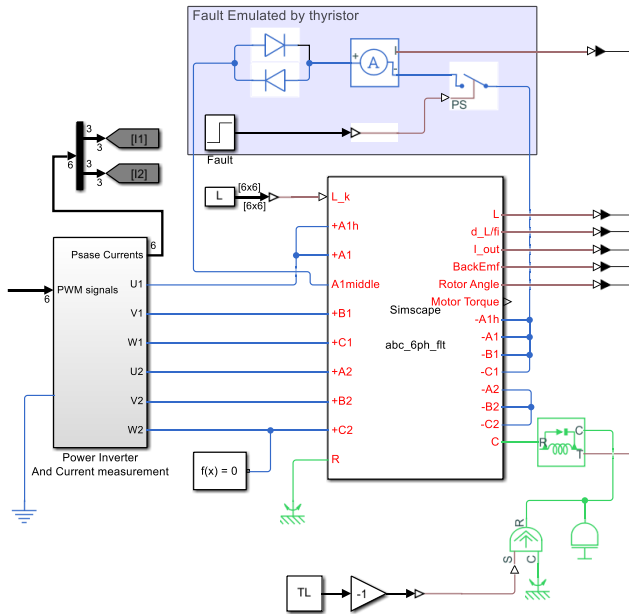 Fault Emulated by thyristor
+
A
I
-
PS
Fault
3
3
[I1]
6
3
3
[I2]
L
[6x6]
[6x6]
L_k
6
Psase Currents
PWM signals
6
U1
V1
W1
U2
V2
W2
Power Inverter
And Current measurement
+A1h
+A1
A1middle
+B1
+C1
+A2
+B2
+C2
R
Simscape
abc_6ph_flt
L
d_L/fi
I_out
BackEmf
Rotor Angle
Motor Torque
-A1h
-A1
-B1
-C1
-A2
-B2
-C2
C
f(x) = 0
R
C
T
R
S
C
TL
-1